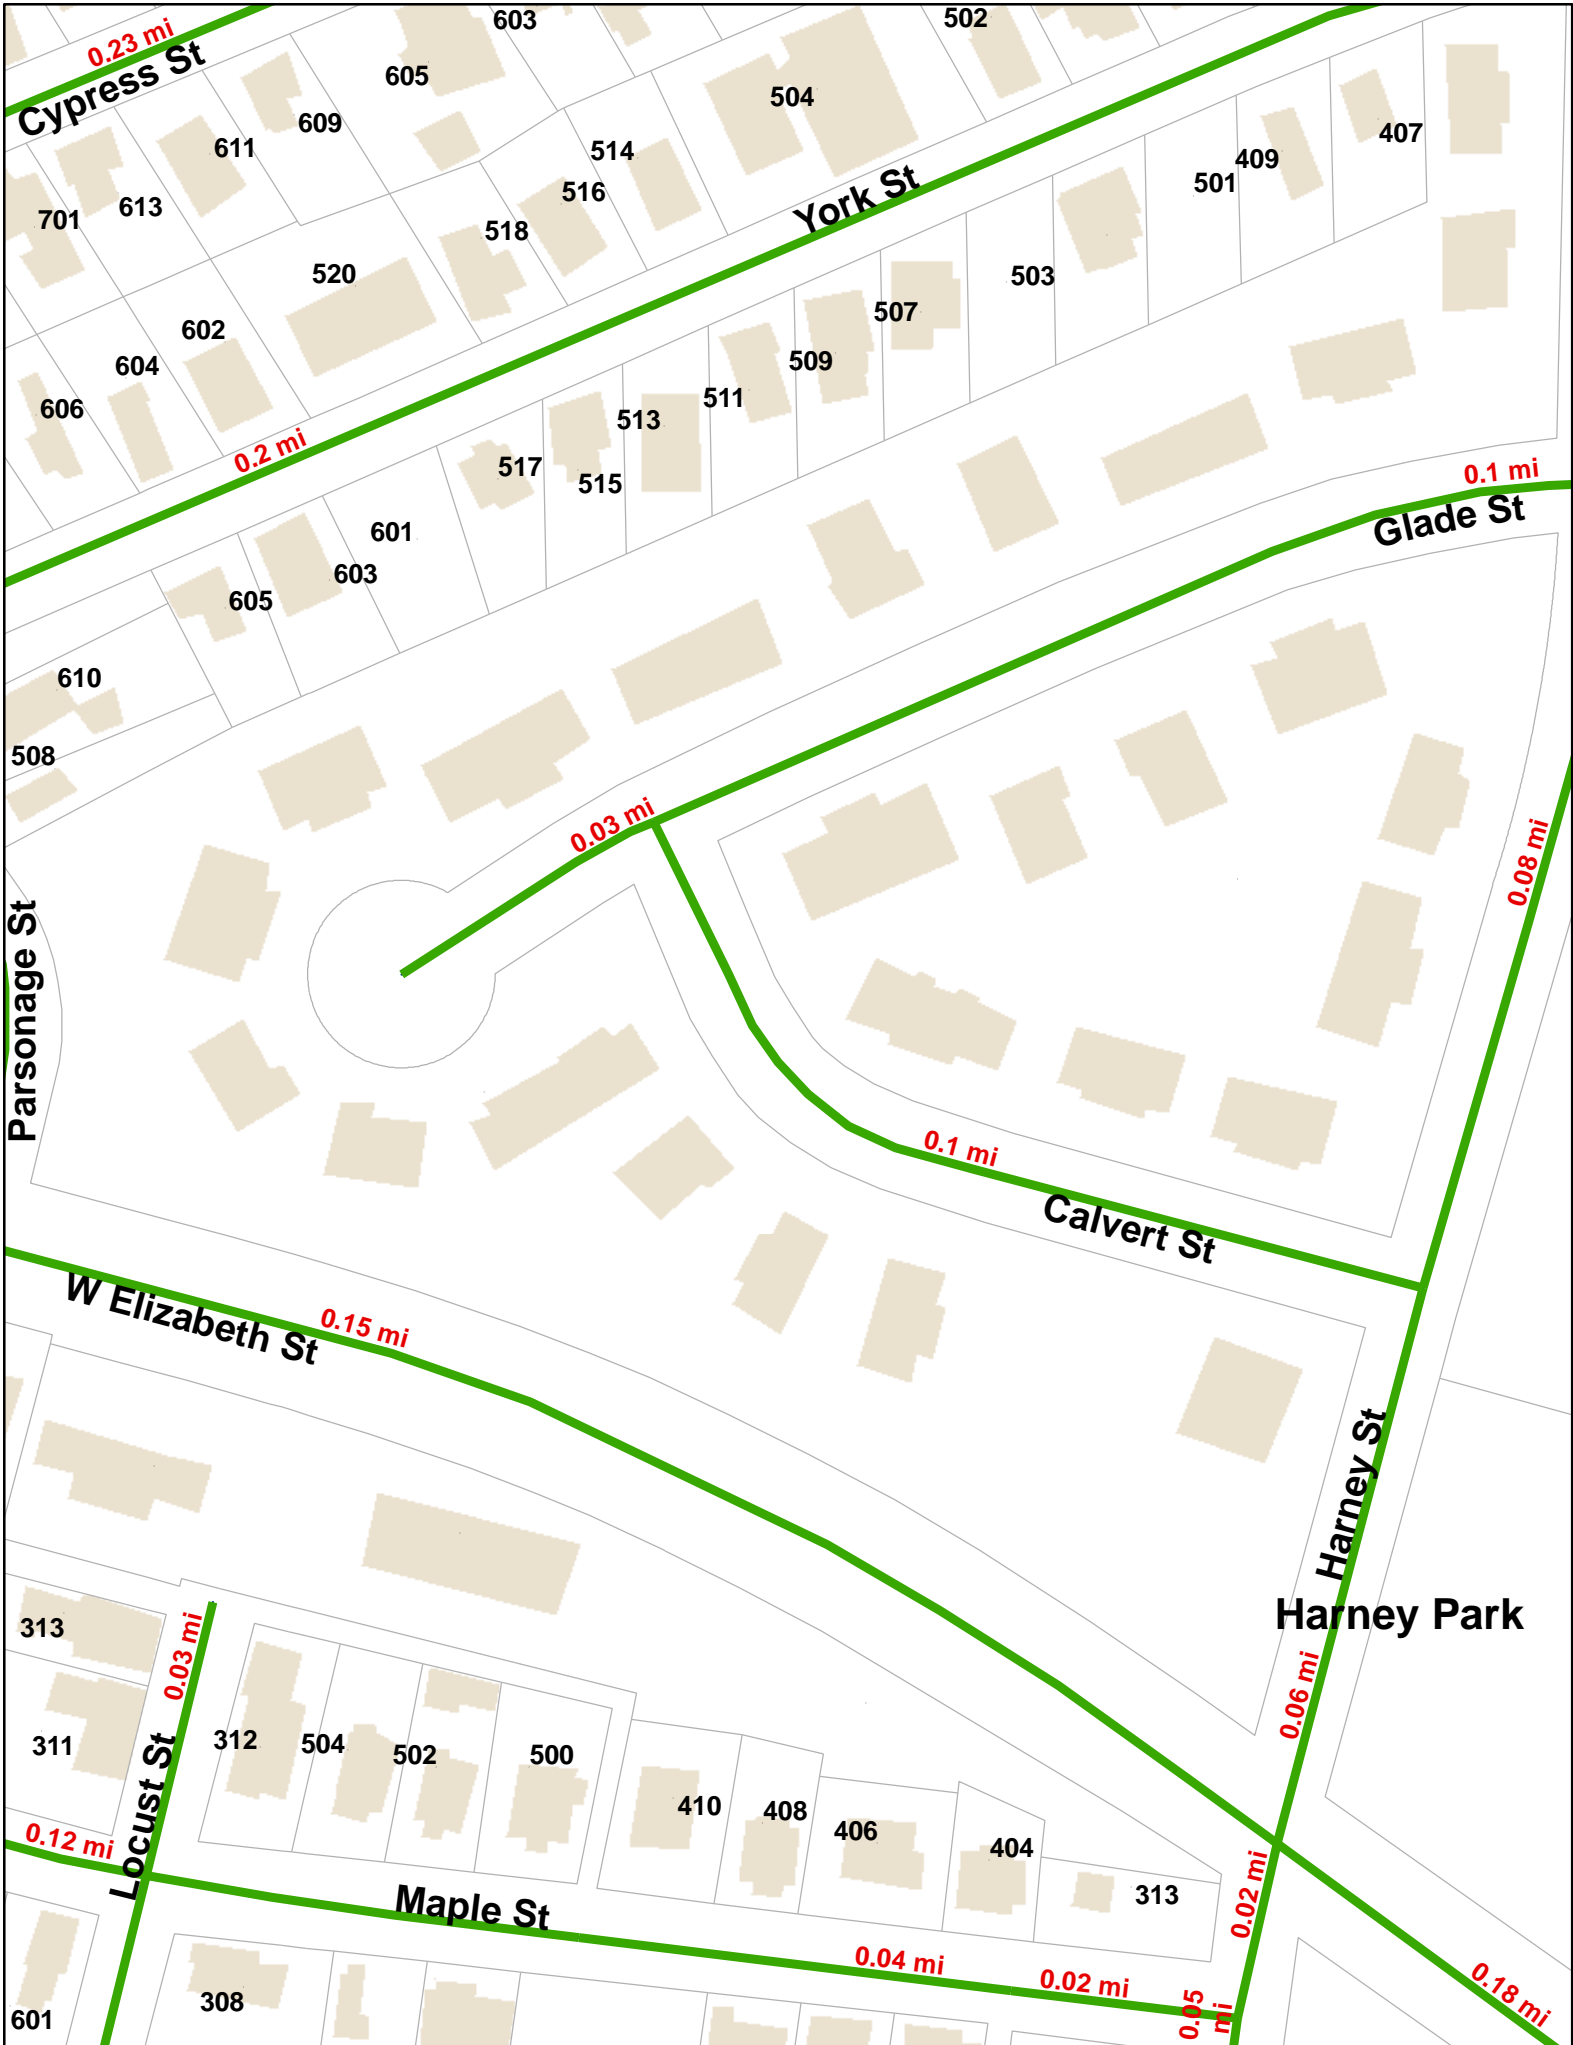 603
502
0.23 mi
Cypress St
605
504
609
407
611
514
409
501
516
613
York St
701
518
520
503
507
602
509
604
511
606
513
0.2 mi
517
0.1 mi
515
Glade St
601
603
605
610
508
0.03 mi
0.08 mi
Parsonage St
0.1 mi
Calvert St
W Elizabeth St
0.15 mi
Harney St
Harney Park
313
0.03 mi
0.06 mi
312
504
502
500
311
Locust St
410
408
406
404
0.12 mi
313
0.02 mi
Maple St
0.04 mi
0.02 mi
0.05 mi
0.18 mi
308
601